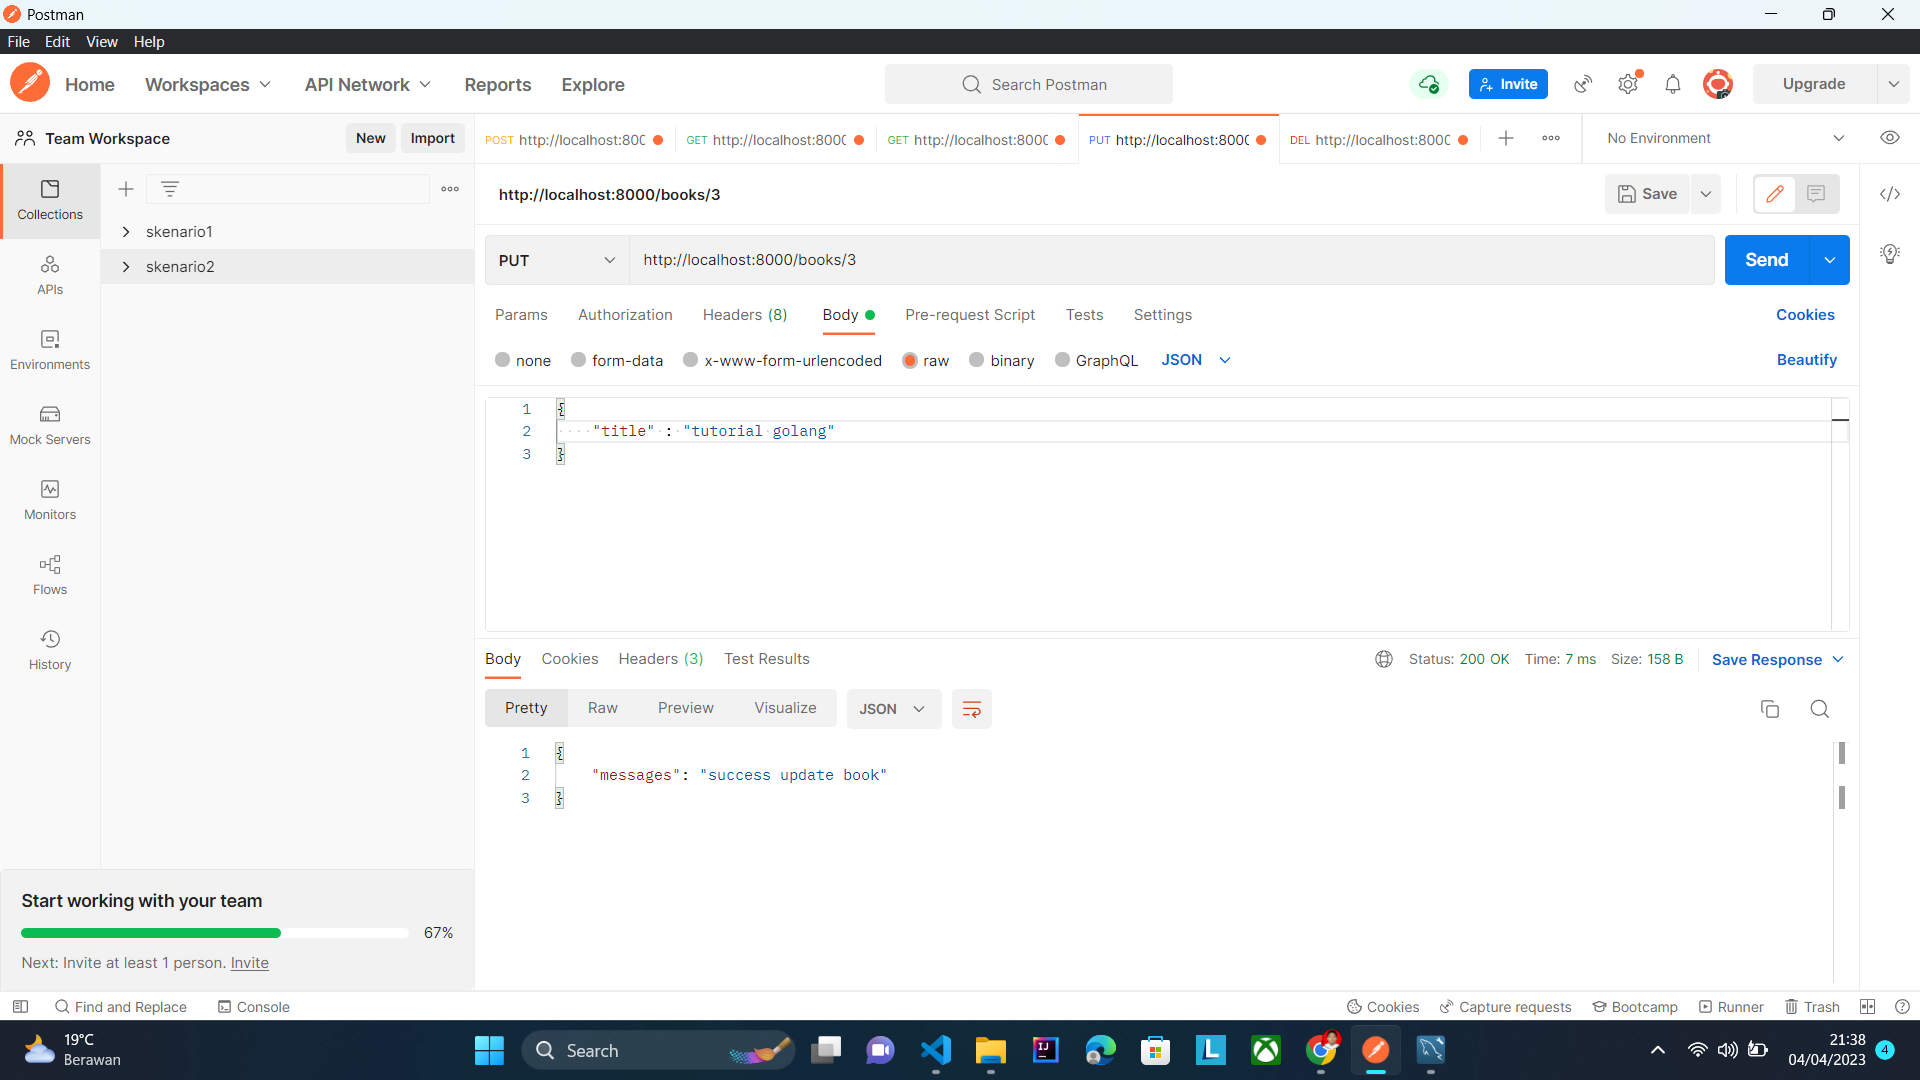 Postman
File Edit View Help
Home Workspaces API Network Reports Explore Search Postman Invite Upgrade
Team Workspace New Import
POST http://localhost:800 GET http://localhost:800 GET http://localhost:800 PUT http://localhost:800 DEL http://localhost:800 No Environment
Collections
APIs
Environments
Mock Servers
Monitors
Flows
History
skenario1
skenario2
http://localhost:8000/books/3 Save
PUT http://localhost:8000/books/3 Send
Params Authorization Headers (8) Body Pre-request Script Tests Settings Cookies
none form-data x-www-form-urlencoded raw binary GraphQL JSON Beautify
1 {
2 "title" : "tutorial golang"
3 }
Body Cookies Headers (3) Test Results Status: 200 OK Time: 7 ms Size: 158 B Save Response
Pretty Raw Preview Visualize JSON
1 {
2 "messages": "success update book"
3 }
Start working with your team
67%
Next: Invite at least 1 person. Invite
Find and Replace Console Cookies Capture requests Bootcamp Runner Trash
19°C
Berawan
Search
IJ
L
21:38
04/04/2023
4